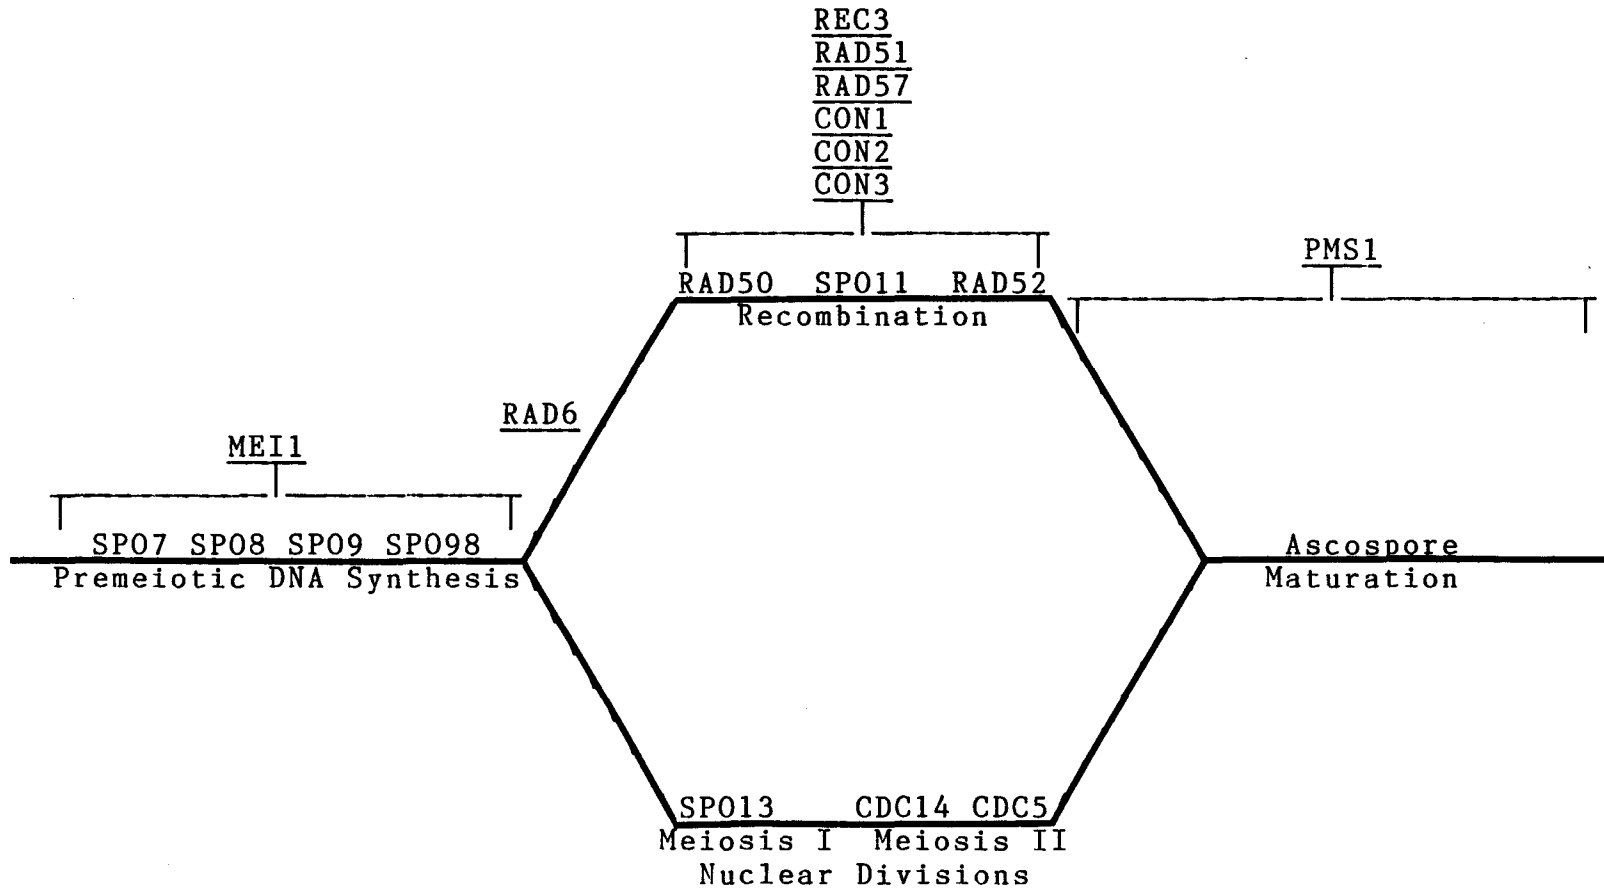 REC3
RAD51
RAD57
CON1
CON2
CON3
PMS1
RAD50 SPO11 RAD52
Recombination
RAD6
MEI1
SPO7 SPO8 SPO9 SPO98
Premeiotic DNA Synthesis
Ascospore
Maturation
SPO13 CDC14 CDC5
Meiosis I Meiosis II
Nuclear Divisions